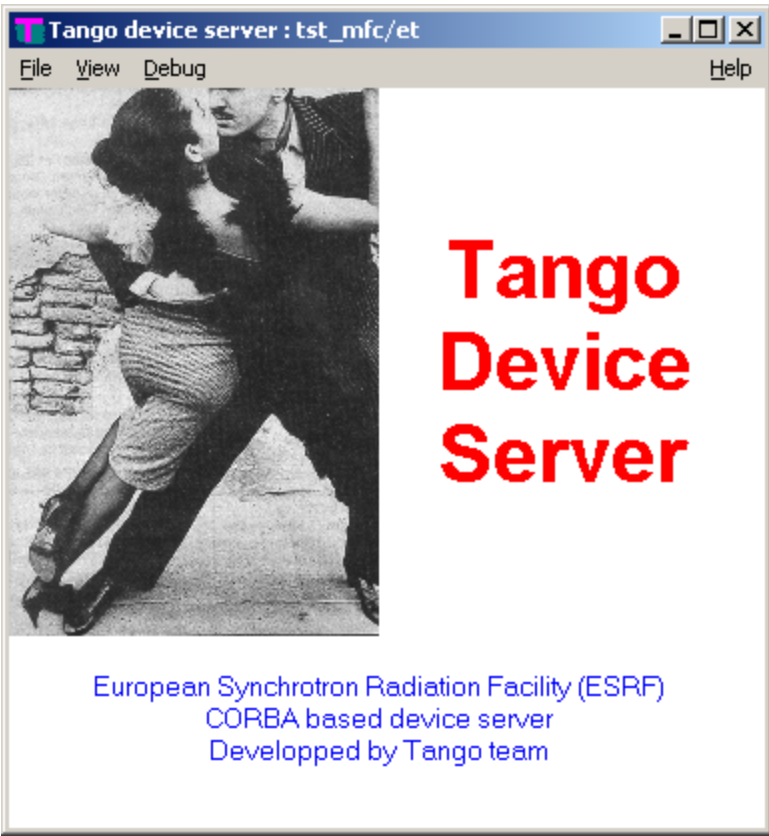 Tango device server : tst_mfc/et
File View Debug Help
Tango
Device
Server
European Synchrotron Radiation Facility (ESRF)
CORBA based device server
Developped by Tango team